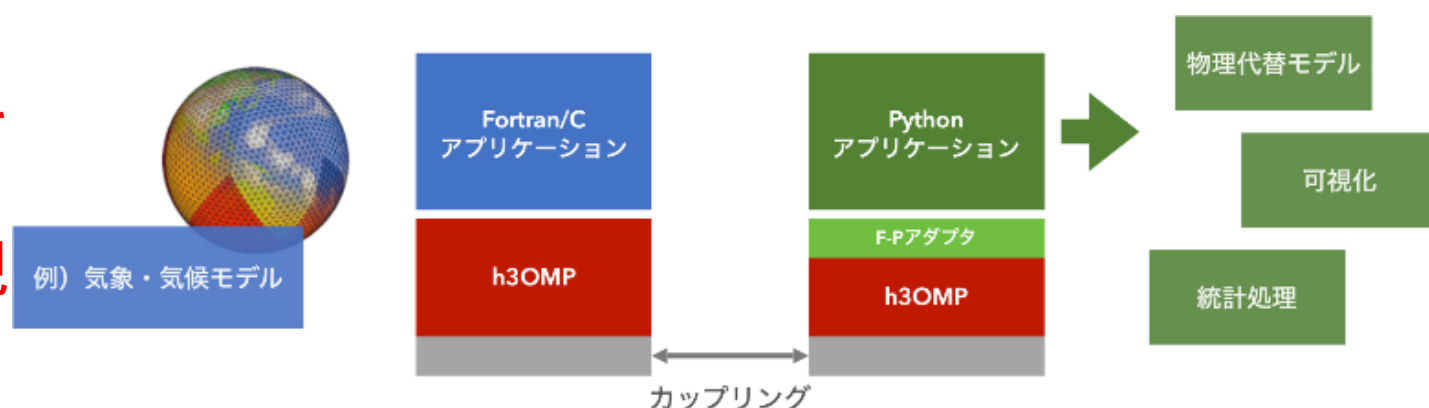 Fortran/C
アプリケーション
h3OMP
例）気象・気候モデル
Python
アプリケーション
F-Pアダプタ
h3OMP
カップリング
物理代替モデル
可視化
統計処理